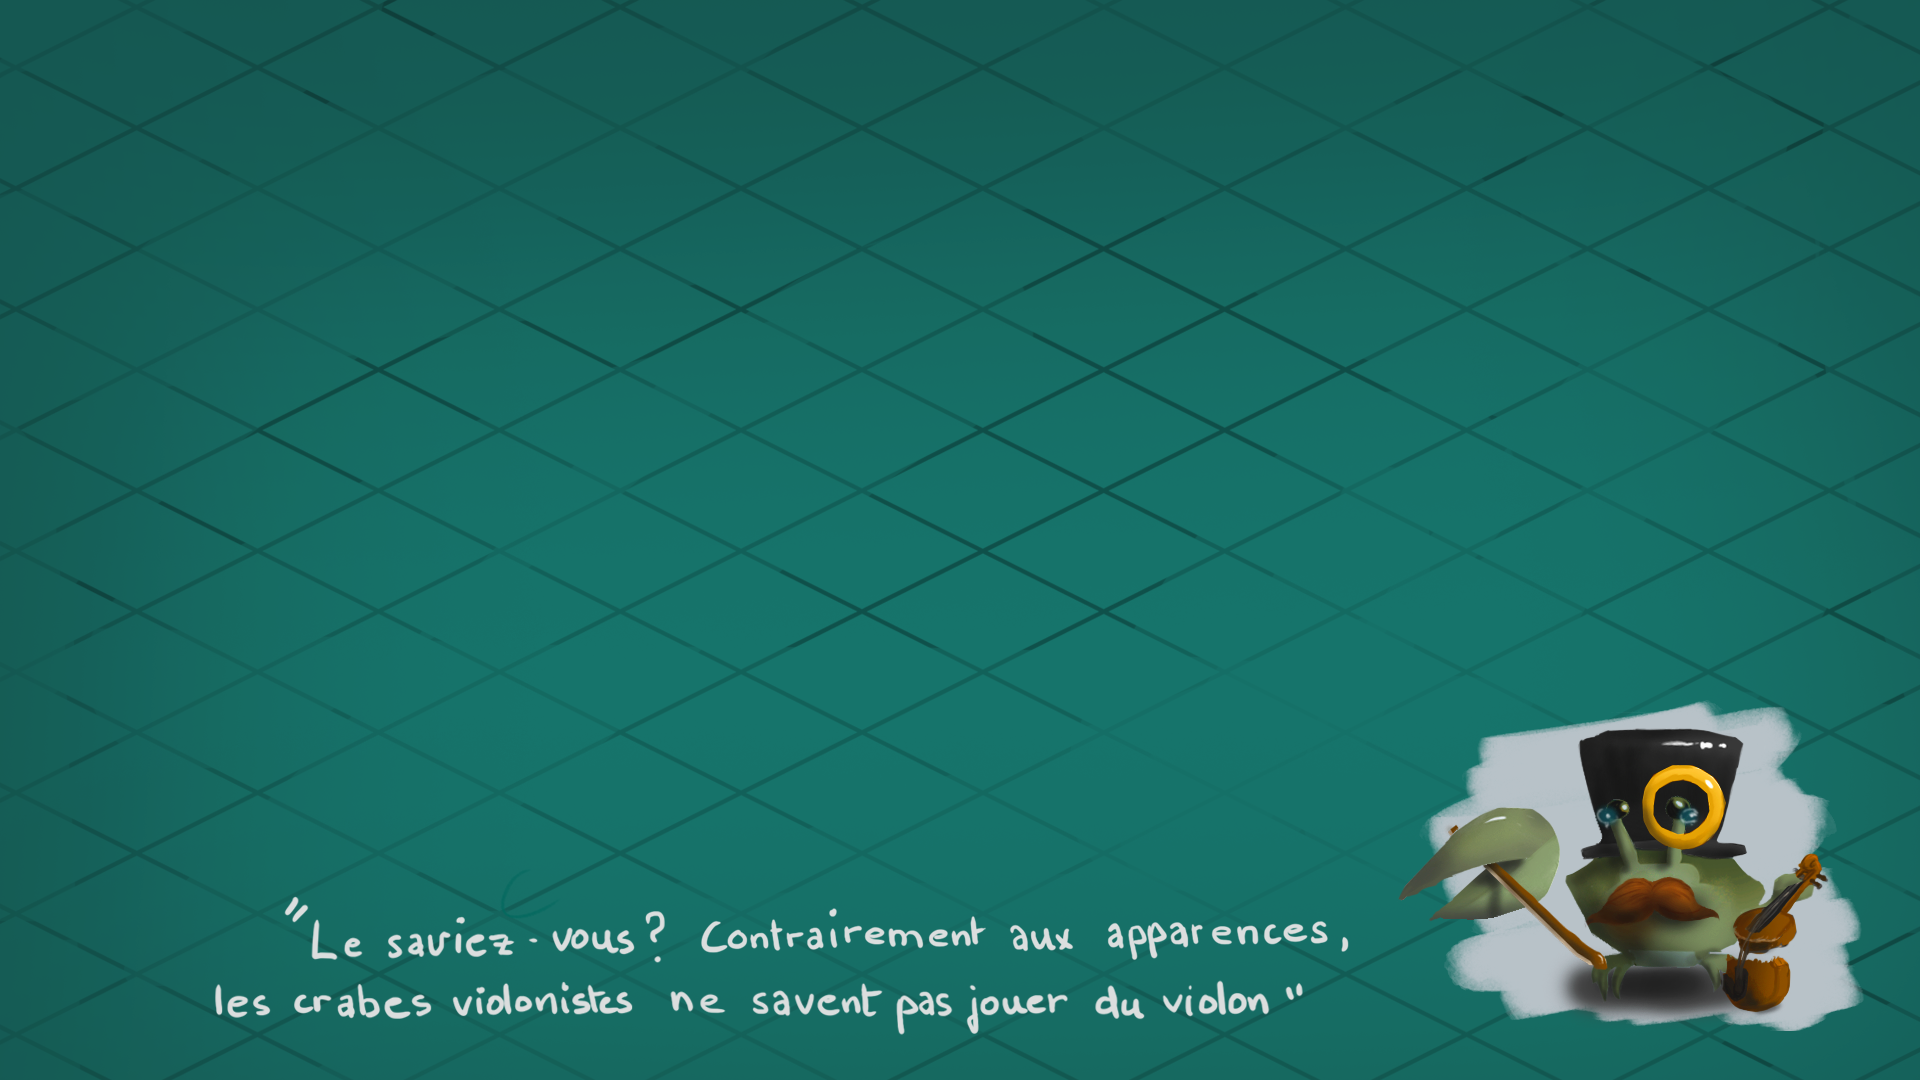 "Le saviez-vous? Contrairement aux apparences,
les crabes violonistes ne savent pas jouer du violon"